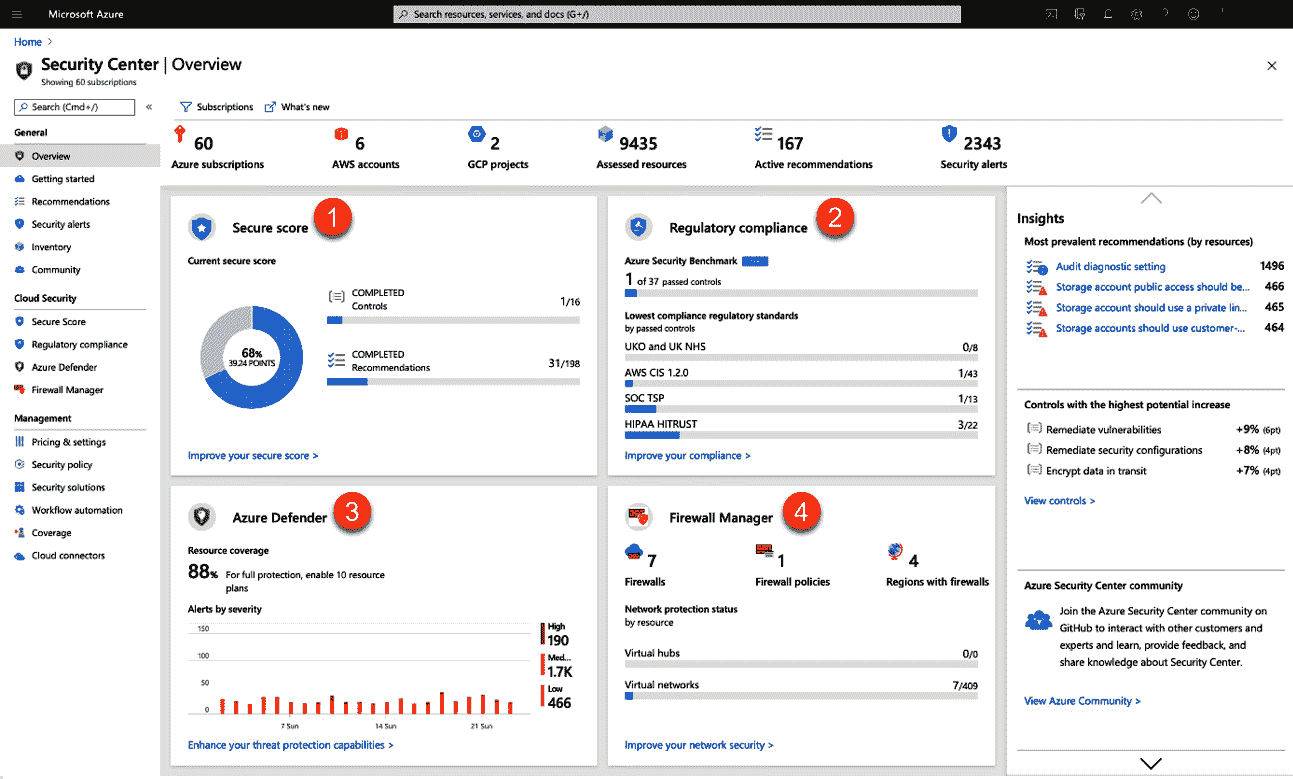 Microsoft Azure
Search resources, services, and docs (G+/)
Home >
Security Center | Overview
Showing 60 subscriptions
Search (Cmd+/)
«
Subscriptions
What's new
General
Overview
Getting started
Recommendations
Security alerts
Inventory
Community
Cloud Security
Secure Score
Regulatory compliance
Azure Defender
Firewall Manager
Management
Pricing & settings
Security policy
Security solutions
Workflow automation
Coverage
Cloud connectors
60
Azure subscriptions
6
AWS accounts
2
GCP projects
9435
Assessed resources
167
Active recommendations
2343
Security alerts
Secure score
1
Current secure score
68%
39.24 POINTS
COMPLETED
Controls
1/16
COMPLETED
Recommendations
31/198
Improve your secure score >
Regulatory compliance
2
Azure Security Benchmark
1 of 37 passed controls
Lowest compliance regulatory standards
by passed controls
UKO and UK NHS
0/8
AWS CIS 1.2.0
1/43
SOC TSP
1/13
HIPAA HITRUST
3/22
Improve your compliance >
Azure Defender
3
Resource coverage
88% For full protection, enable 10 resource
plans
Alerts by severity
150
100
50
0
7 Sun
14 Sun
21 Sun
High
190
Med...
1.7K
Low
466
Enhance your threat protection capabilities >
Firewall Manager
4
7
Firewalls
1
Firewall policies
4
Regions with firewalls
Network protection status
by resource
Virtual hubs
0/0
Virtual networks
7/409
Improve your network security >
Insights
Most prevalent recommendations (by resources)
Audit diagnostic setting
1496
Storage account public access should be...
466
Storage account should use a private lin...
465
Storage accounts should use customer-...
464
Controls with the highest potential increase
Remediate vulnerabilities
+9% (6pt)
Remediate security configurations
+8% (4pt)
Encrypt data in transit
+7% (4pt)
View controls >
Azure Security Center community
Join the Azure Security Center community on
GitHub to interact with other customers and
experts and learn, provide feedback, and
share knowledge about Security Center.
View Azure Community >